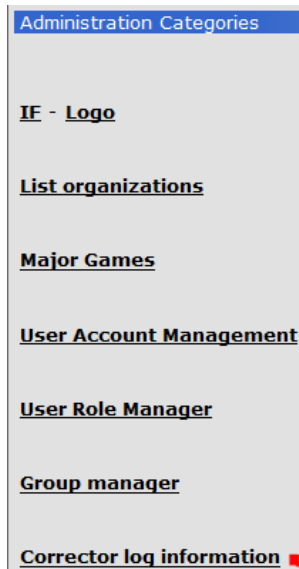 Administration Categories
IF - Logo
List organizations
Major Games
User Account Management
User Role Manager
Group manager
Corrector log information